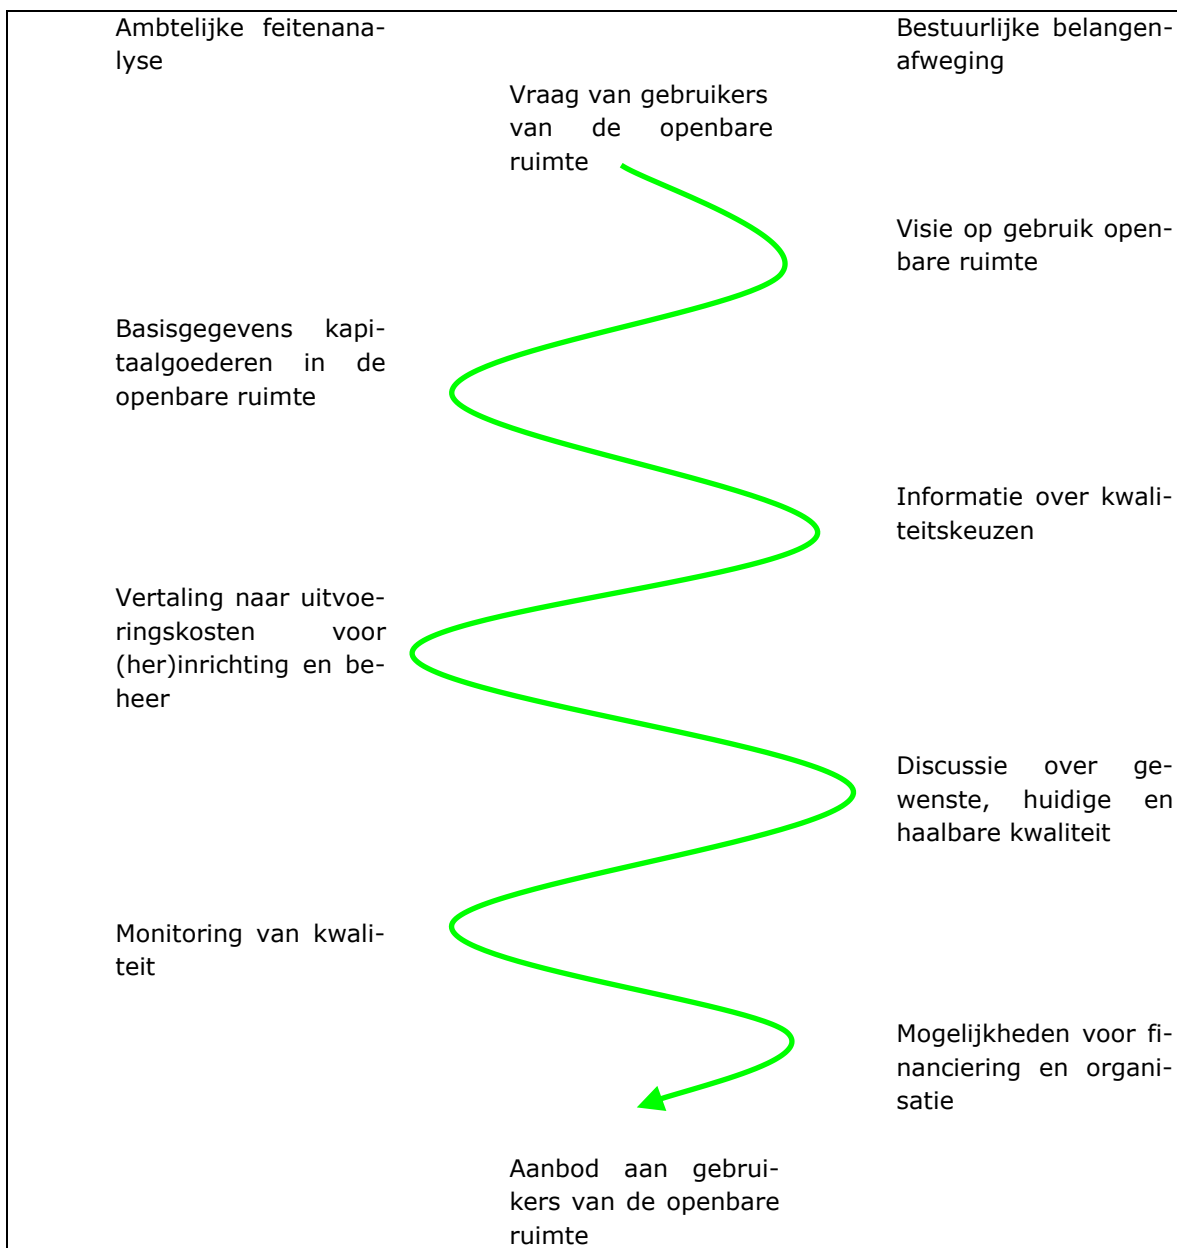 Ambtelijke feitenana-
lyse
Bestuurlijke belangen-
afweging
Vraag van gebruikers
van de openbare
ruimte
Visie op gebruik open-
bare ruimte
Basisgegevens kapi-
taalgoederen in de
openbare ruimte
Informatie over kwali-
teitskeuzen
Vertaling naar uitvoe-
ringskosten voor
(her)inrichting en be-
heer
Discussie over ge-
wenste, huidige en
haalbare kwaliteit
Monitoring van kwali-
teit
Mogelijkheden voor fi-
nanciering en organi-
satie
Aanbod aan gebrui-
kers van de openbare
ruimte